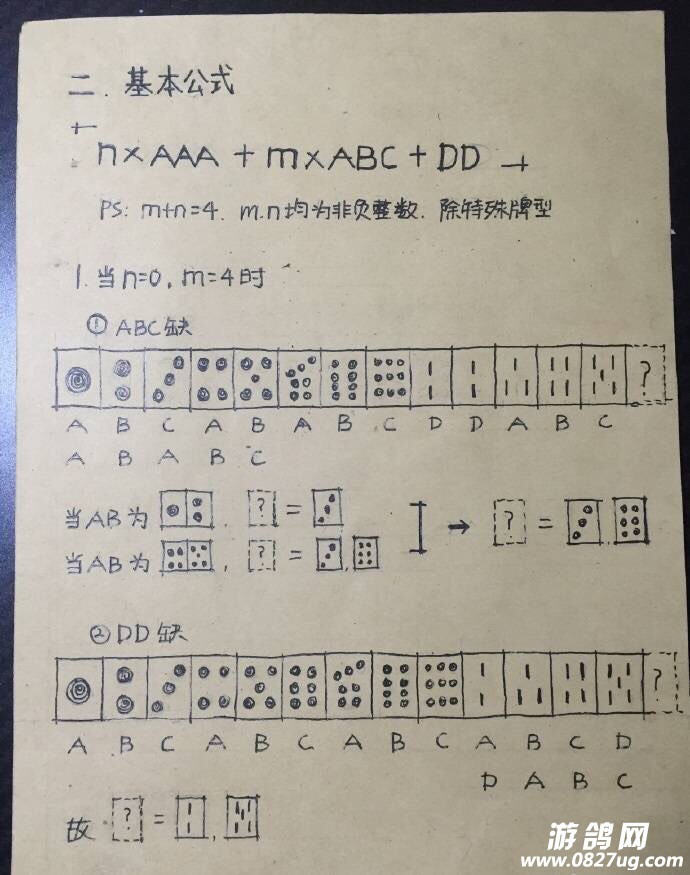 二. 基本公式
n×AAA + m×ABC + DD
PS: m+n=4. m.n均为非负整数. 除特殊牌型
1.当n=0, m=4时
① ABC缺
?
A B C A B A B C D D A B C
A B A B C
当AB为 , ? =
当AB为 , ? = , → ? = ,
② DD缺
?
A B C A B C A B C A B C D
D A B C
故 ? = ,
游鸽网
www.0827ug.com